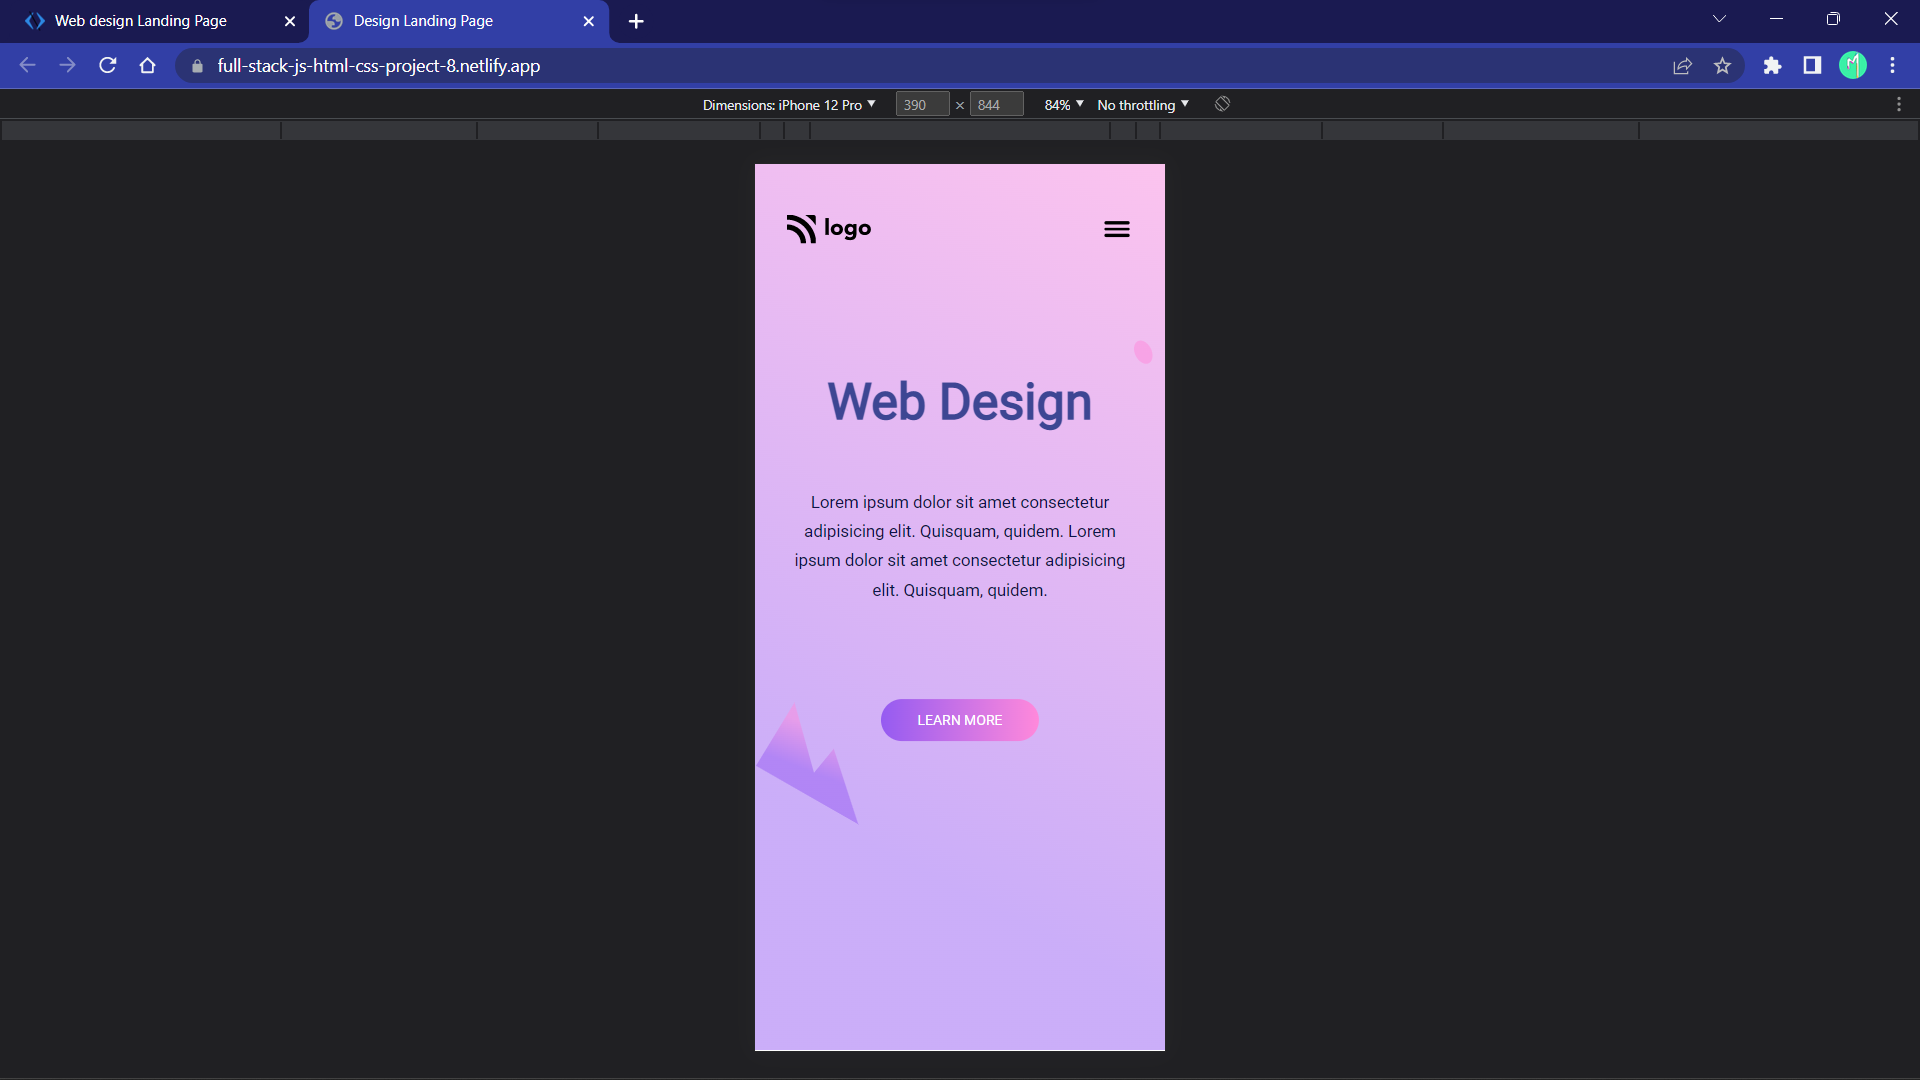 Web design Landing Page
Design Landing Page
full-stack-js-html-css-project-8.netlify.app
Dimensions: iPhone 12 Pro ▼ 390 × 844 84% ▼ No throttling ▼
logo
Web Design
Lorem ipsum dolor sit amet consectetur
adipisicing elit. Quisquam, quidem. Lorem
ipsum dolor sit amet consectetur adipisicing
elit. Quisquam, quidem.
LEARN MORE